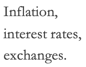 Inflation,
interest rates,
exchanges.